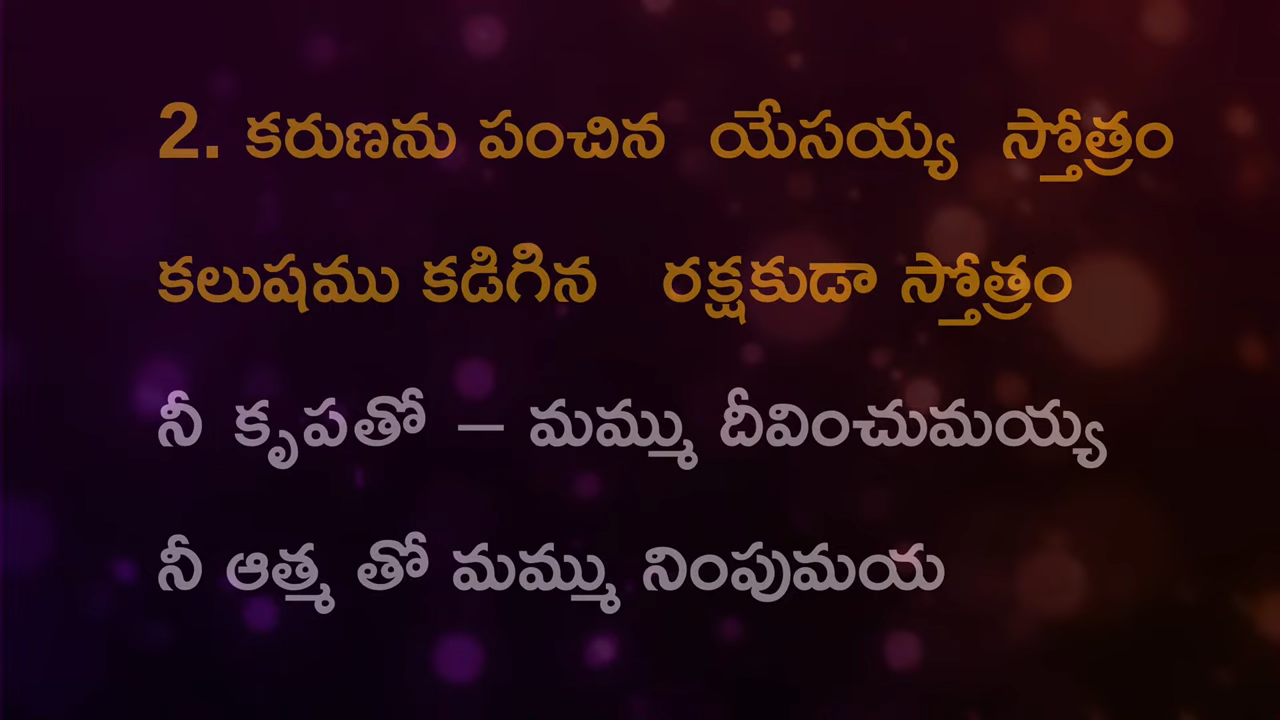 2. కరుణను పంచిన యేసయ్య స్తోత్రం
కలుషము కడిగిన రక్షకుడా స్తోత్రం
నీ కృపతో – మమ్ము దీవించుమయ్య
నీ ఆత్మ తో మమ్ము నింపుమయ